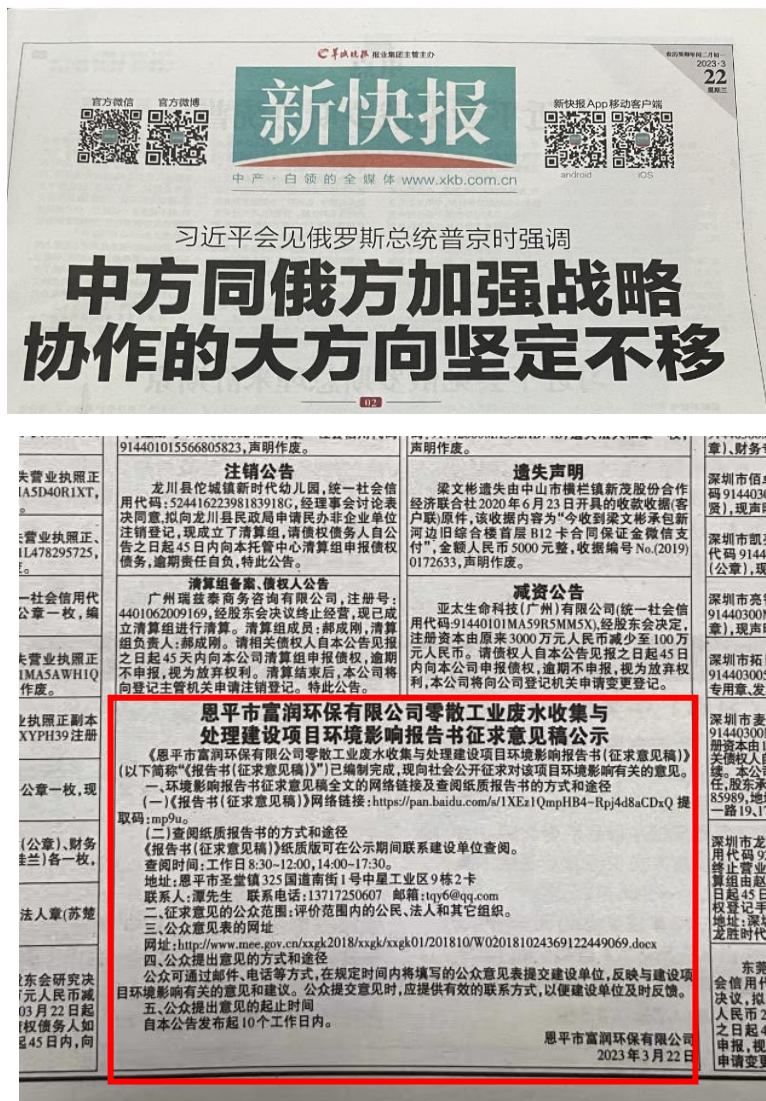 羊城晚报 报业集团主管主办
2023·3
22
星期三
官方微信 官方微博
新快报
新快报App移动客户端
android iOS
中产·白领的全媒体 www.xkb.com.cn
习近平会见俄罗斯总统普京时强调
中方同俄方加强战略
协作的大方向坚定不移
02
914401015566805823,声明作废。
注销公告
龙川县佗城镇新时代幼儿园,统一社会信
用代码:52441622398183918G,经理事会讨论表
决同意,拟向龙川县民政局申请民办非企业单位
注销登记,现成立了清算组,请债权债务人自公
告之日起45日内向本托管中心清算组申报债权
债务,逾期责任自负,特此公告。
清算组备案、债权人公告
广州瑞兹泰商务咨询有限公司,注册号:
4401062009169,经股东会决议终止经营,现已成
立清算组进行清算。清算组成员:郝成刚,清算
组负责人:郝成刚。请相关债权人自本公告见报
之日起45天内向本公司清算组申报债权,逾期
不申报,视为放弃权利。清算结束后,本公司将
向登记主管机关申请注销登记。特此公告。
声明作废。
遗失声明
梁文彬遗失由中山市横栏镇新茂股份合作
经济联合社2020年6月23日开具的收款收据(客
户联)原件,该收据内容为“今收到梁文彬承包新
河边旧综合楼首层B12卡合同保证金微信支
付”,金额人民币5000元整,收据编号No.(2019)
0172633,声明作废。
减资公告
亚太生命科技(广州)有限公司(统一社会信
用代码:91440101MA59R5MM5X),经股东会决定,
注册资本由原来3000万元人民币减少至100万
元人民币。请债权人自本公告见报之日起45日
内向本公司申报债权,逾期不申报,视为放弃权
利,本公司将向公司登记机关申请变更登记。
恩平市富润环保有限公司零散工业废水收集与
处理建设项目环境影响报告书征求意见稿公示
《恩平市富润环保有限公司零散工业废水收集与处理建设项目环境影响报告书(征求意见稿)》
(以下简称“《报告书(征求意见稿)》”)已编制完成,现向社会公开征求对该项目环境影响有关的意见。
一、环境影响报告书征求意见稿全文的网络链接及查阅纸质报告书的方式和途径
(一)《报告书(征求意见稿)》网络链接:https://pan.baidu.com/s/1XEz1QmpHB4-Rpj4d8aCDxQ 提
取码:mp9u。
(二)查阅纸质报告书的方式和途径
《报告书(征求意见稿)》纸质版可在公示期间联系建设单位查阅。
查阅时间:工作日8:30~12:00,14:00~17:30。
地址:恩平市圣堂镇325国道南街1号中星工业区9栋2卡
联系人:谭先生 联系电话:13717250607 邮箱:tqy6@qq.com
二、征求意见的公众范围:评价范围内的公民、法人和其它组织。
三、公众意见表的网址
网址:http://www.mee.gov.cn/xxgk2018/xxgk/xxgk01/201810/W020181024369122449069.docx
四、公众提出意见的方式和途径
公众可通过邮件、电话等方式,在规定时间内将填写的公众意见表提交建设单位,反映与建设项
目环境影响有关的意见和建议。公众提交意见时,应提供有效的联系方式,以便建设单位及时反馈。
五、公众提出意见的起止时间
自本公告发布起10个工作日内。
恩平市富润环保有限公司
2023年3月22日